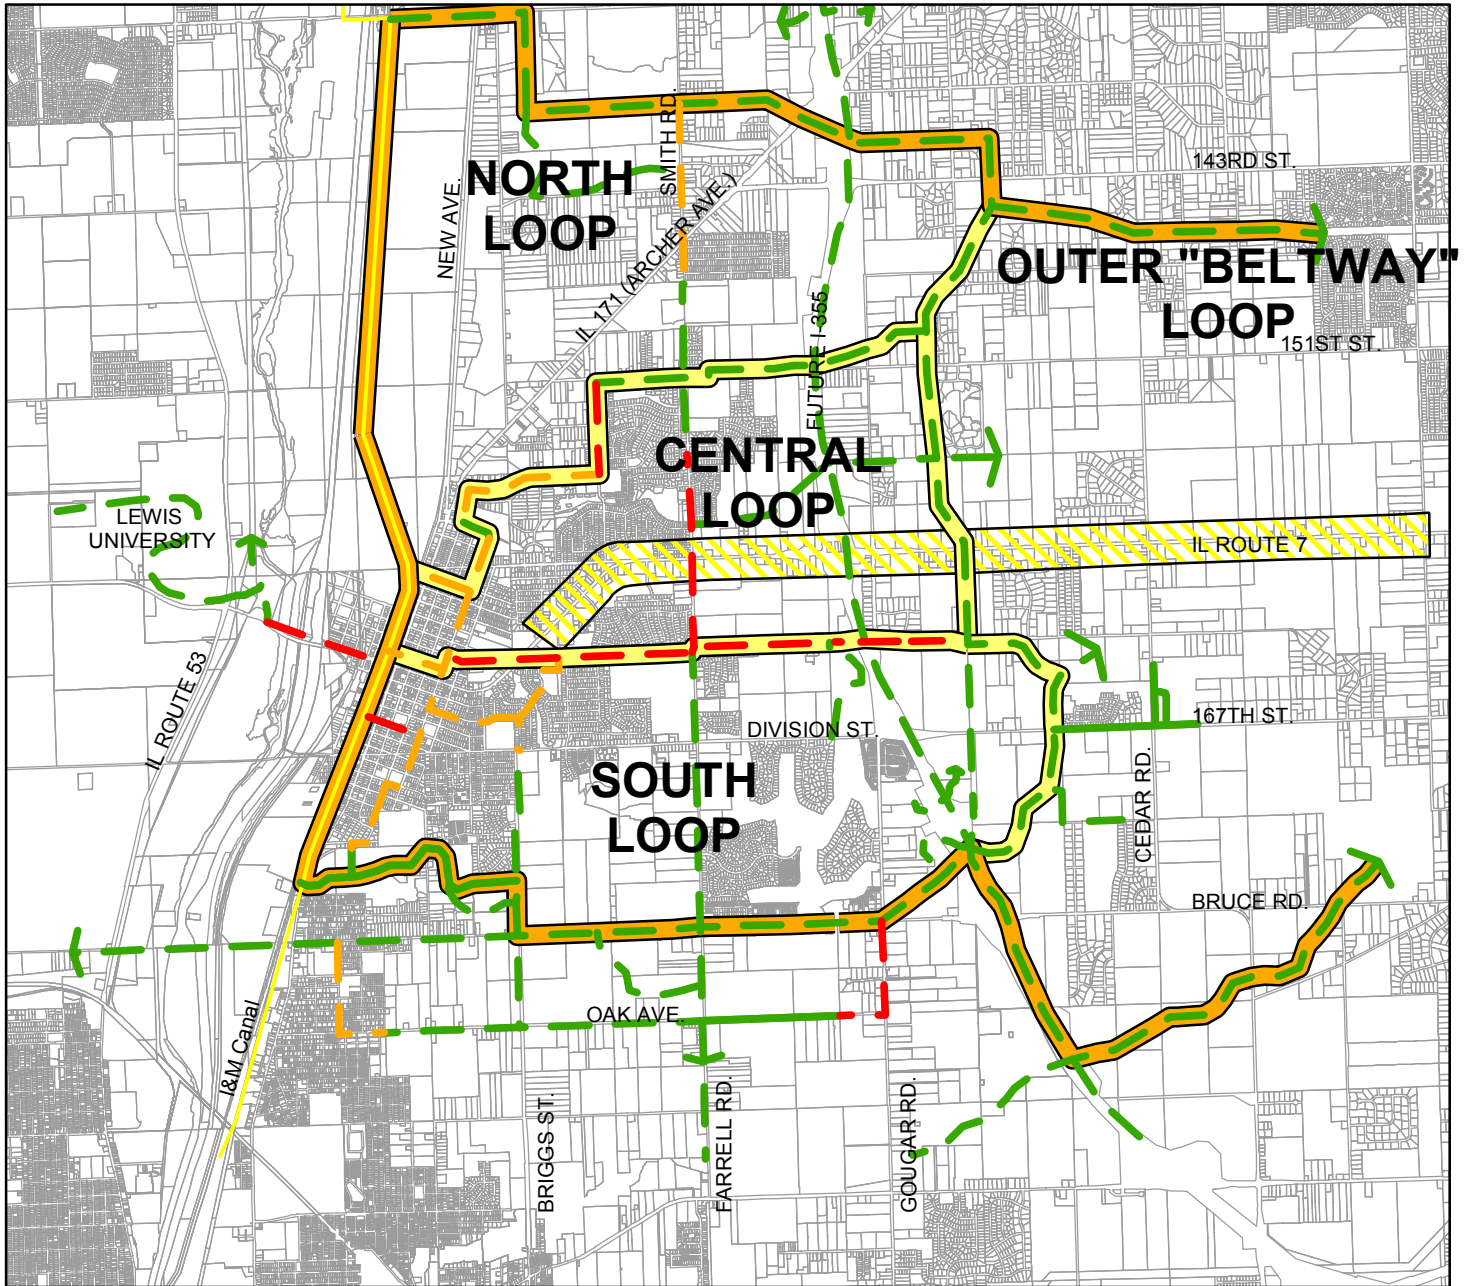 143RD ST.
SMITH RD.
NORTH
LOOP
NEW AVE.
IL 171 (ARCHER AVE.)
OUTER "BELTWAY"
LOOP
151ST ST.
FUTURE I-355
CENTRAL
LOOP
LEWIS
UNIVERSITY
IL ROUTE 7
IL ROUTE 53
167TH ST.
DIVISION ST.
SOUTH
LOOP
CEDAR RD.
BRUCE RD.
OAK AVE.
I&M Canal
BRIGGS ST.
FARRELL RD.
GOUGAR RD.